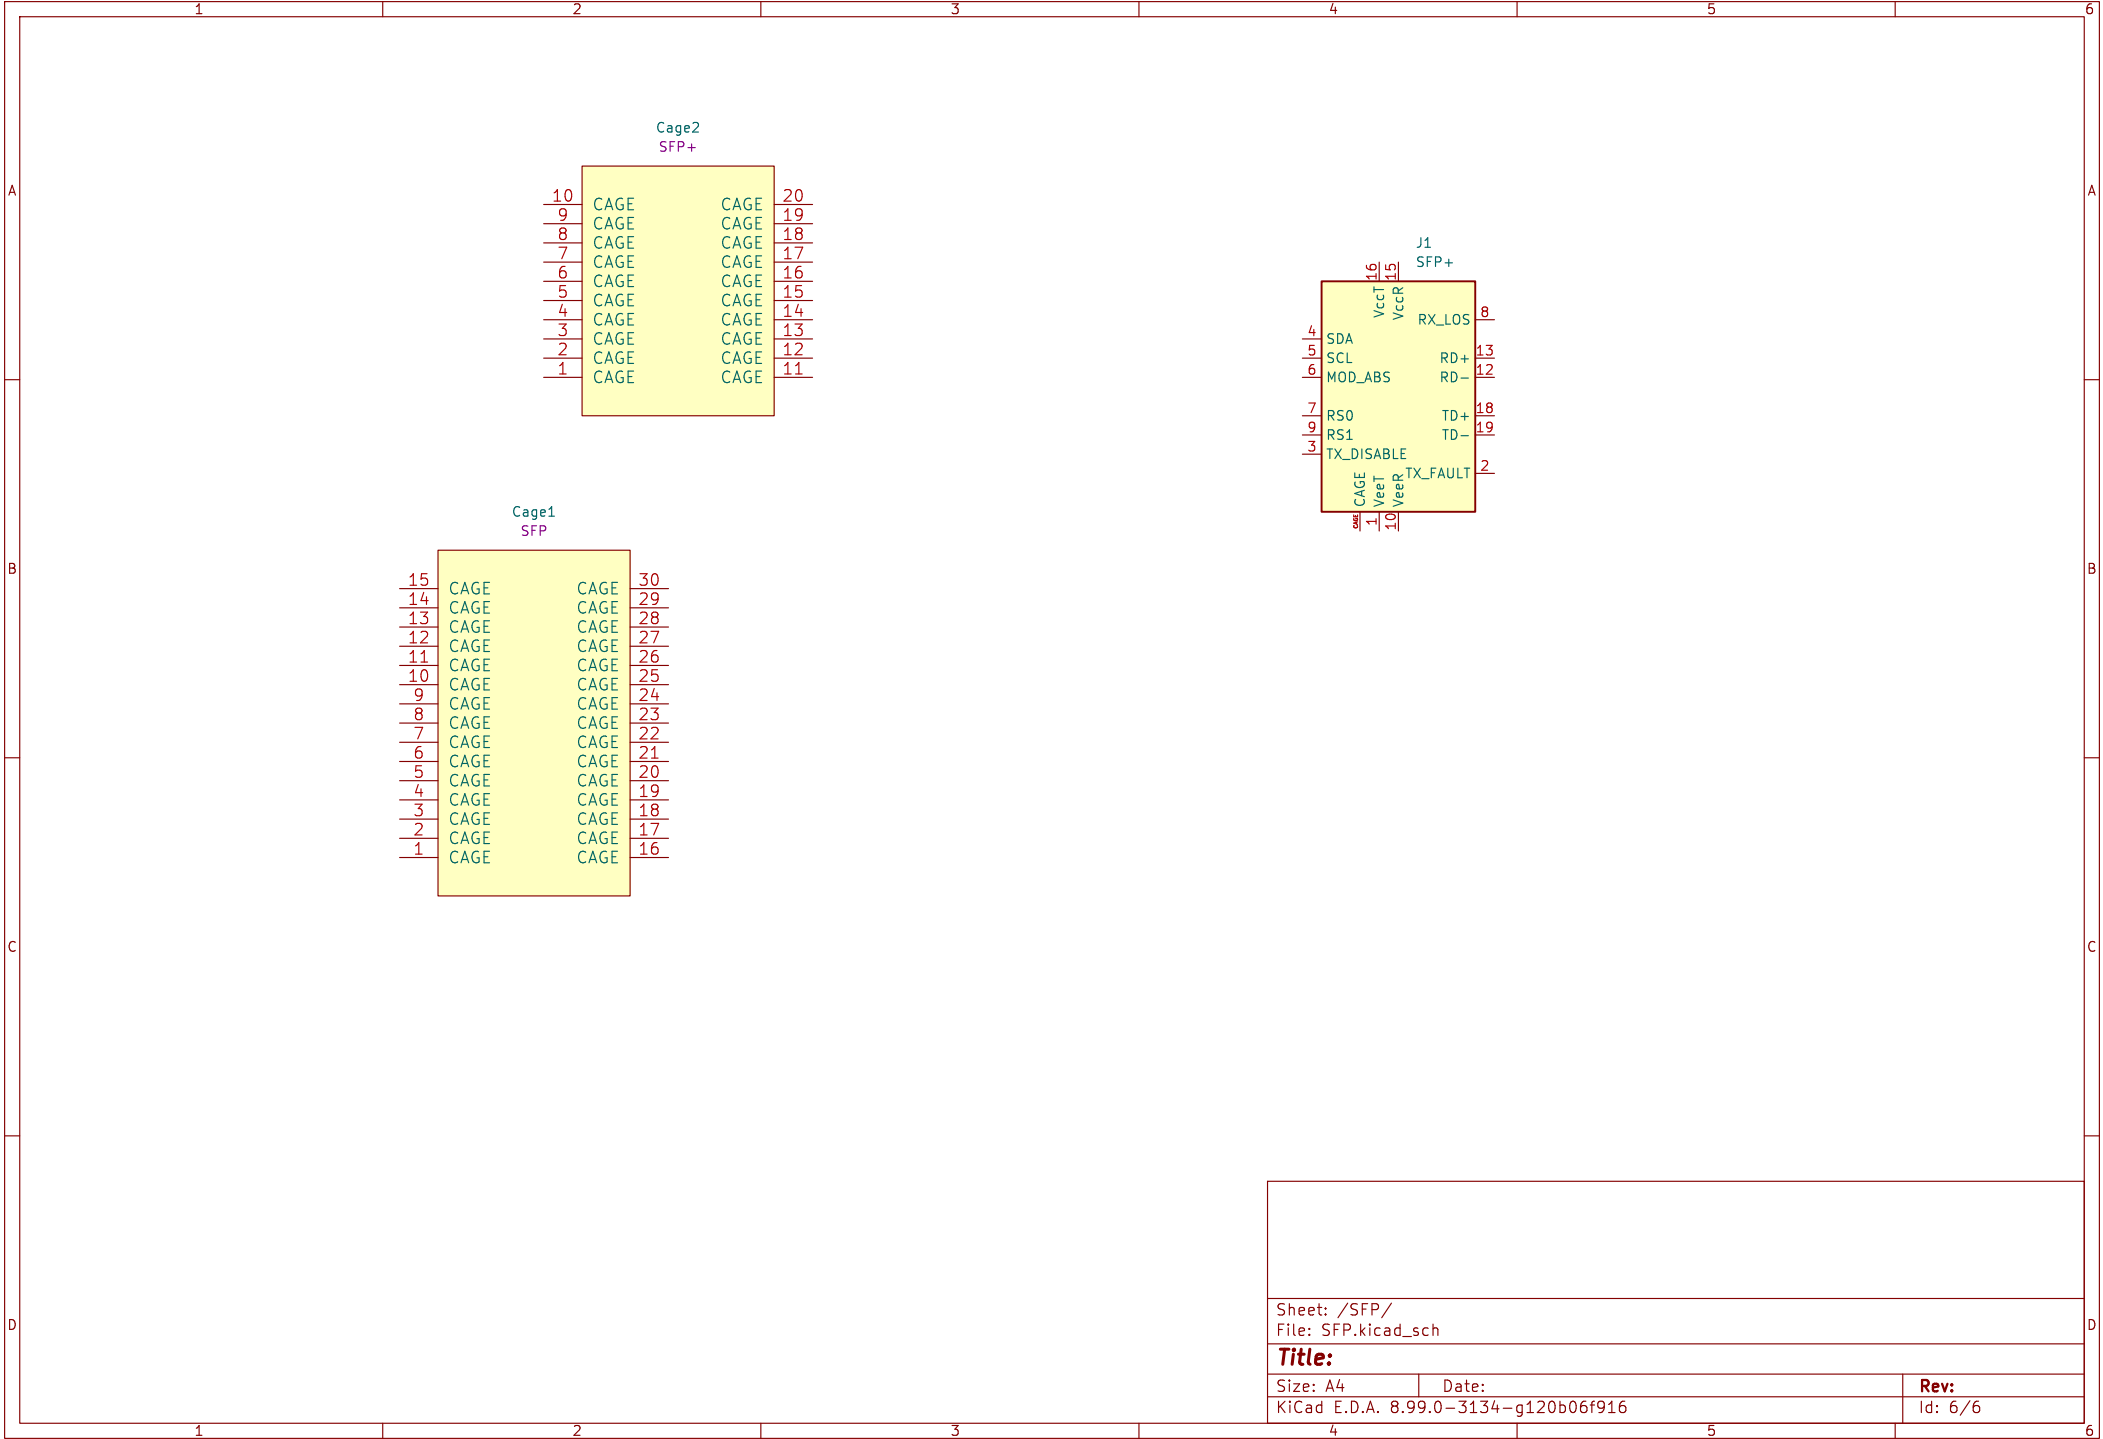 1 2 3 4 5 6
A A
B B
C C
D D
Cage2
SFP+
10 CAGE CAGE 20
9 CAGE CAGE 19
8 CAGE CAGE 18
7 CAGE CAGE 17
6 CAGE CAGE 16
5 CAGE CAGE 15
4 CAGE CAGE 14
3 CAGE CAGE 13
2 CAGE CAGE 12
1 CAGE CAGE 11
J1
SFP+
16 15
VccT VccR
RX_LOS 8
4 SDA
5 SCL RD+ 13
6 MOD_ABS RD- 12
7 RS0 TD+ 18
9 RS1 TD- 19
3 TX_DISABLE
TX_FAULT 2
CAGE VeeT VeeR
CAGE 1 10
Cage1
SFP
15 CAGE CAGE 30
14 CAGE CAGE 29
13 CAGE CAGE 28
12 CAGE CAGE 27
11 CAGE CAGE 26
10 CAGE CAGE 25
9 CAGE CAGE 24
8 CAGE CAGE 23
7 CAGE CAGE 22
6 CAGE CAGE 21
5 CAGE CAGE 20
4 CAGE CAGE 19
3 CAGE CAGE 18
2 CAGE CAGE 17
1 CAGE CAGE 16
Sheet: /SFP/
File: SFP.kicad_sch
Title:
Size: A4 Date: Rev:
KiCad E.D.A. 8.99.0-3134-g120b06f916 Id: 6/6
1 2 3 4 5 6